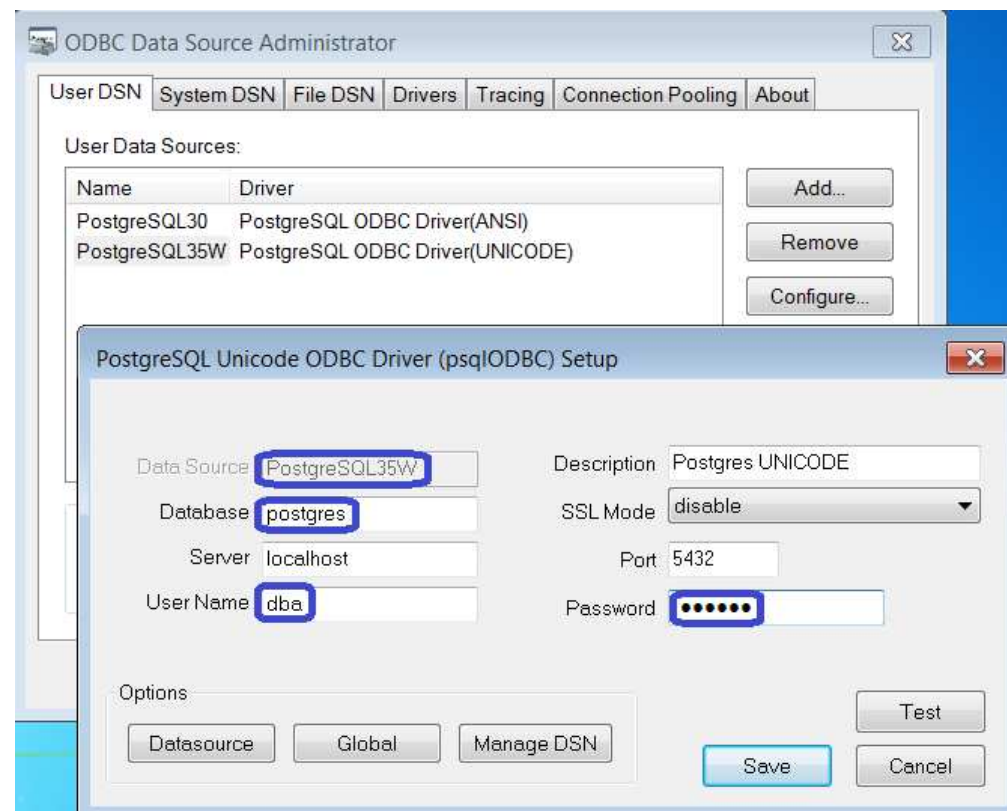 ODBC Data Source Administrator
User DSN System DSN File DSN Drivers Tracing Connection Pooling About
User Data Sources:
Name Driver
PostgreSQL30 PostgreSQL ODBC Driver(ANSI)
PostgreSQL35W PostgreSQL ODBC Driver(UNICODE)
Add...
Remove
Configure...
PostgreSQL Unicode ODBC Driver (psqlODBC) Setup
Data Source PostgreSQL35W Description Postgres UNICODE
Database postgres SSL Mode disable
Server localhost Port 5432
User Name dba Password ●●●●●●
Options
Datasource Global Manage DSN
Test
Save Cancel